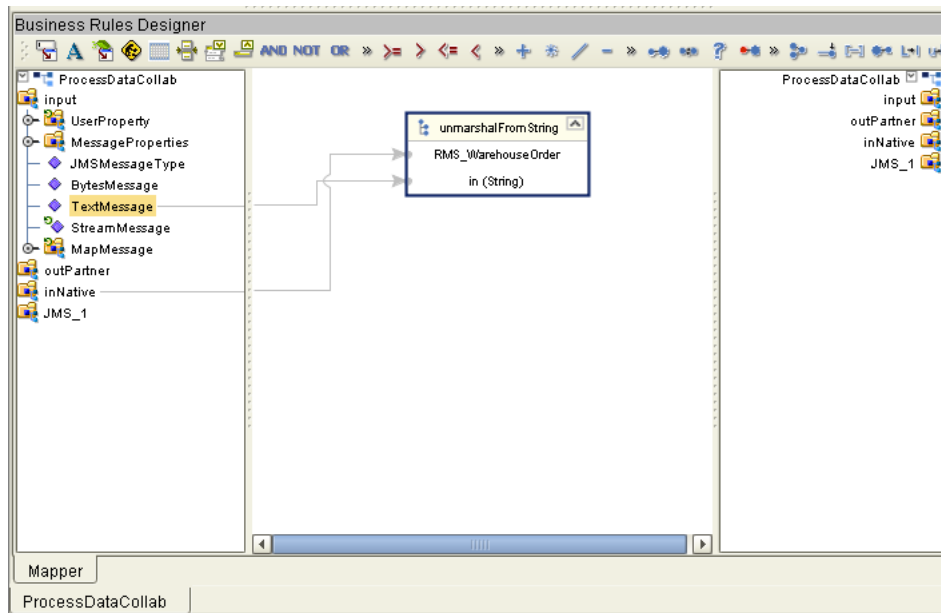 Business Rules Designer
A AND NOT OR » >= > <= < » + / - » ? »
ProcessDataCollab
input
UserProperty
MessageProperties
JMSMessageType
BytesMessage
TextMessage
StreamMessage
MapMessage
outPartner
inNative
JMS_1
unmarshalFromString
RMS_WarehouseOrder
in (String)
ProcessDataCollab
input
outPartner
inNative
JMS_1
Mapper
ProcessDataCollab